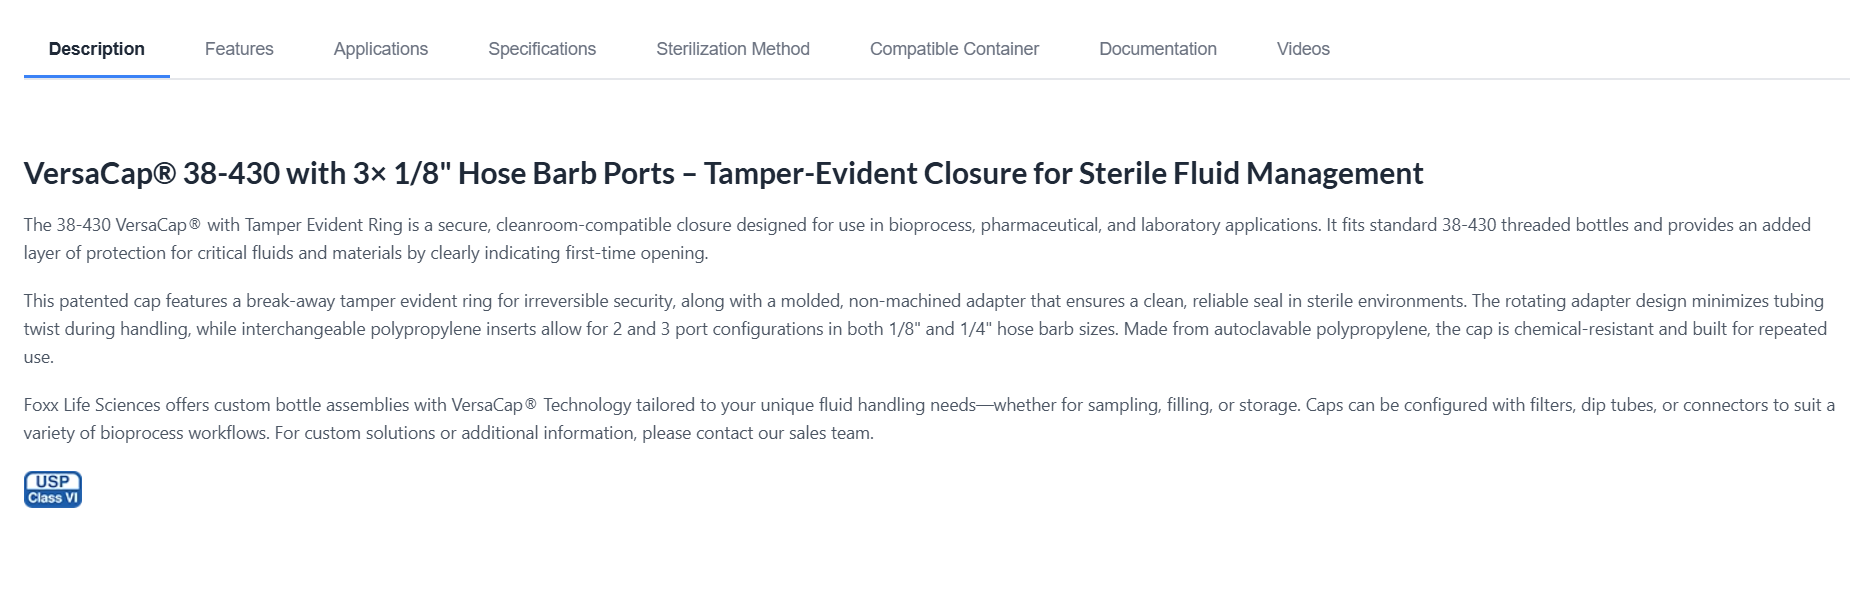 Description Features Applications Specifications Sterilization Method Compatible Container Documentation Videos
VersaCap® 38-430 with 3× 1/8" Hose Barb Ports – Tamper-Evident Closure for Sterile Fluid Management
The 38-430 VersaCap® with Tamper Evident Ring is a secure, cleanroom-compatible closure designed for use in bioprocess, pharmaceutical, and laboratory applications. It fits standard 38-430 threaded bottles and provides an added
layer of protection for critical fluids and materials by clearly indicating first-time opening.
This patented cap features a break-away tamper evident ring for irreversible security, along with a molded, non-machined adapter that ensures a clean, reliable seal in sterile environments. The rotating adapter design minimizes tubing
twist during handling, while interchangeable polypropylene inserts allow for 2 and 3 port configurations in both 1/8" and 1/4" hose barb sizes. Made from autoclavable polypropylene, the cap is chemical-resistant and built for repeated
use.
Foxx Life Sciences offers custom bottle assemblies with VersaCap® Technology tailored to your unique fluid handling needs—whether for sampling, filling, or storage. Caps can be configured with filters, dip tubes, or connectors to suit a
variety of bioprocess workflows. For custom solutions or additional information, please contact our sales team.
USP
Class VI